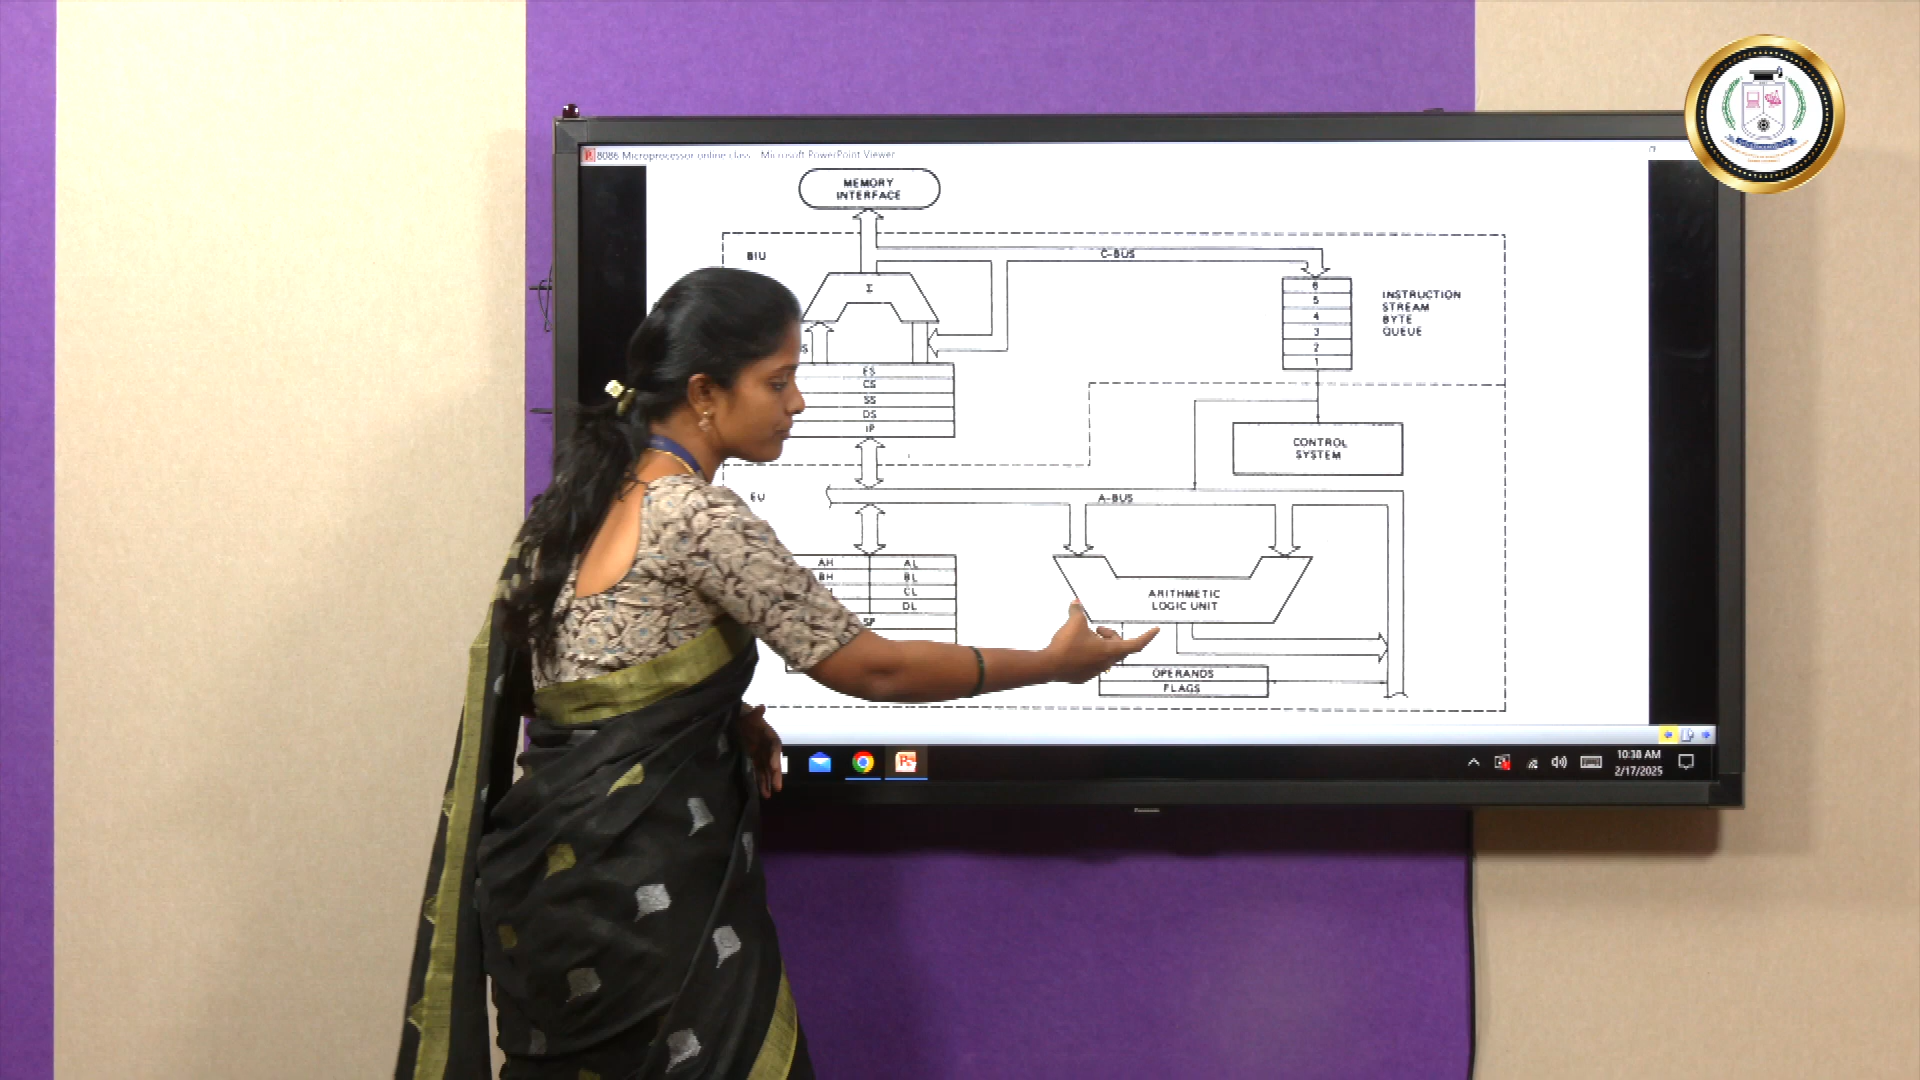 8086 Microprocessor online class - Microsoft PowerPoint Viewer
MEMORY
INTERFACE
BIU
C-BUS
Σ
6
5
4
3
2
1
INSTRUCTION
STREAM
BYTE
QUEUE
ES
CS
SS
DS
IP
CONTROL
SYSTEM
EU
A-BUS
AH AL
BH BL
CL
DL
SP
ARITHMETIC
LOGIC UNIT
OPERANDS
FLAGS
10:38 AM
2/17/2025